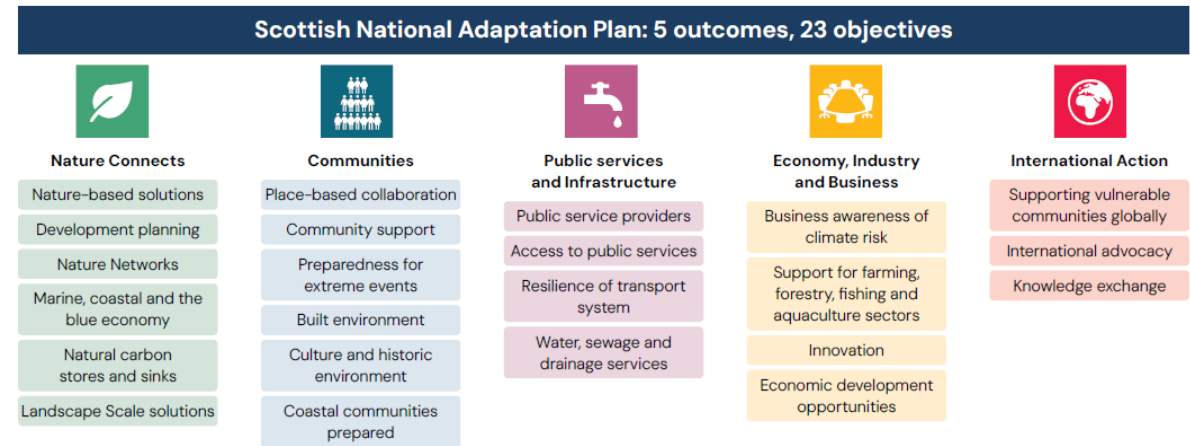 Scottish National Adaptation Plan: 5 outcomes, 23 objectives
Nature Connects
Nature-based solutions
Development planning
Nature Networks
Marine, coastal and the
blue economy
Natural carbon
stores and sinks
Landscape Scale solutions
Communities
Place-based collaboration
Community support
Preparedness for
extreme events
Built environment
Culture and historic
environment
Coastal communities
prepared
Public services
and Infrastructure
Public service providers
Access to public services
Resilience of transport
system
Water, sewage and
drainage services
Economy, Industry
and Business
Business awareness of
climate risk
Support for farming,
forestry, fishing and
aquaculture sectors
Innovation
Economic development
opportunities
International Action
Supporting vulnerable
communities globally
International advocacy
Knowledge exchange